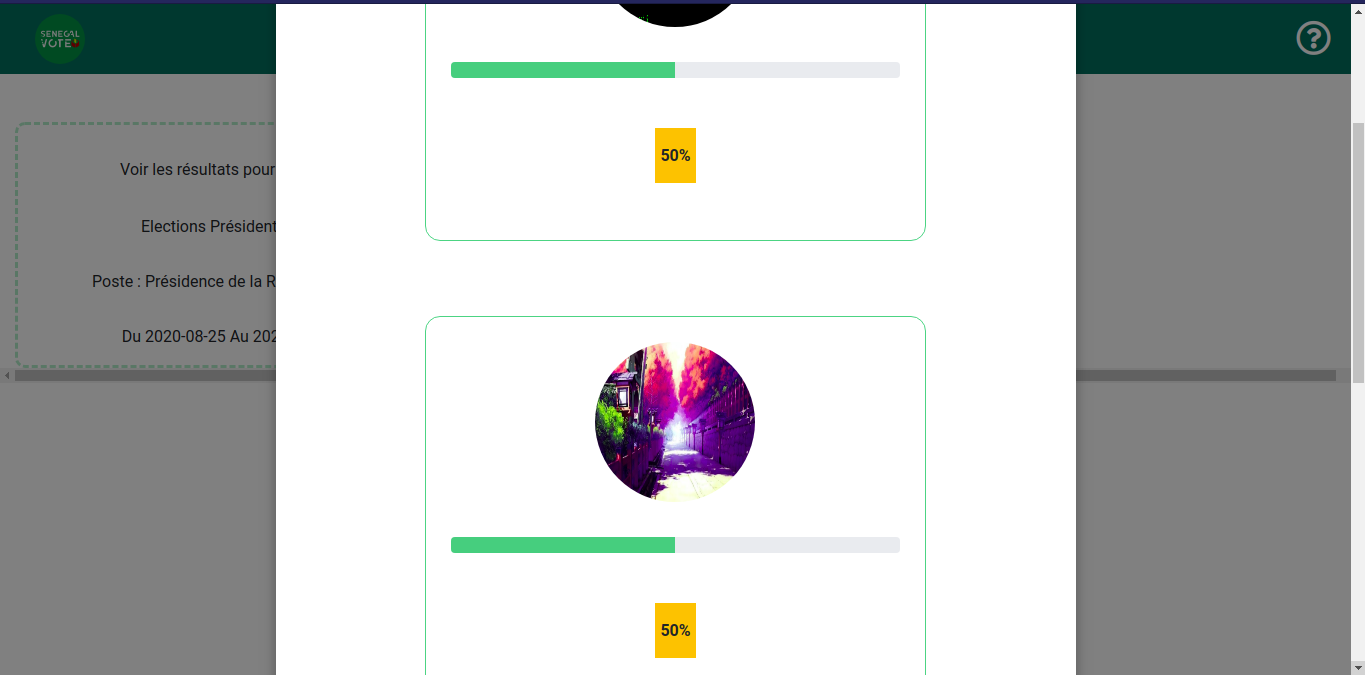 SENEGAL
VOTE
50%
Voir les résultats pour
Elections Président
Poste : Présidence de la R
Du 2020-08-25 Au 202
50%